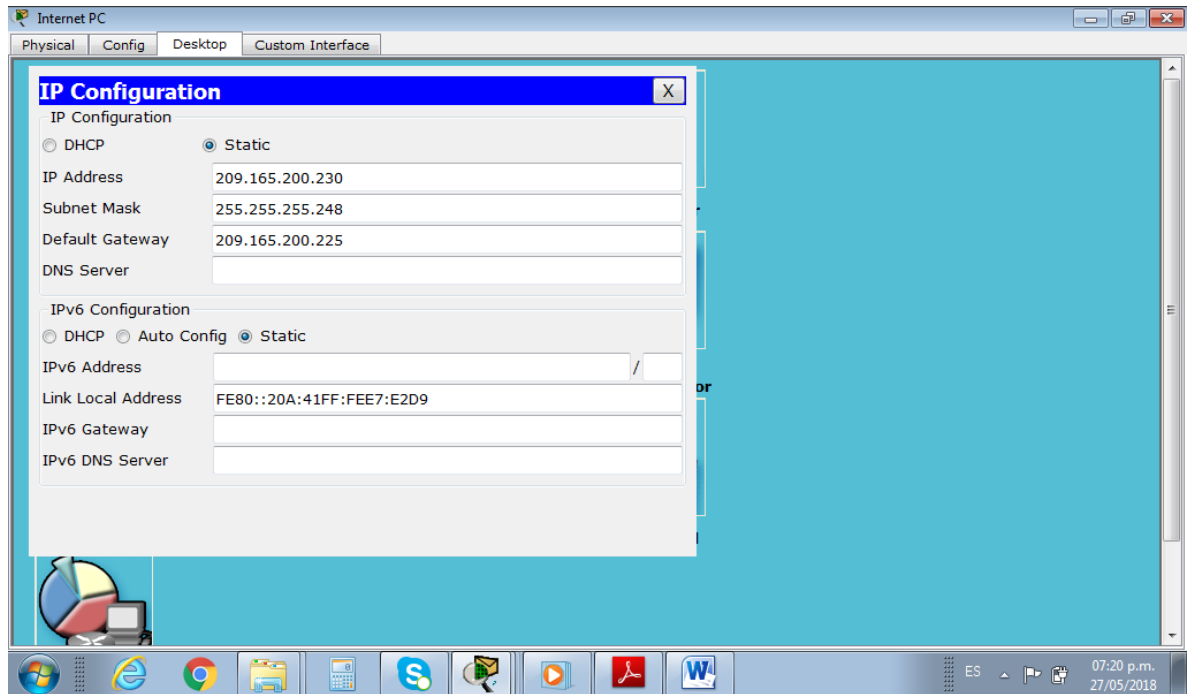 Internet PC
Physical Config Desktop Custom Interface
IP Configuration X
IP Configuration
DHCP Static
IP Address 209.165.200.230
Subnet Mask 255.255.255.248
Default Gateway 209.165.200.225
DNS Server
IPv6 Configuration
DHCP Auto Config Static
IPv6 Address /
or
Link Local Address FE80::20A:41FF:FEE7:E2D9
IPv6 Gateway
IPv6 DNS Server
ES 07:20 p.m.
27/05/2018